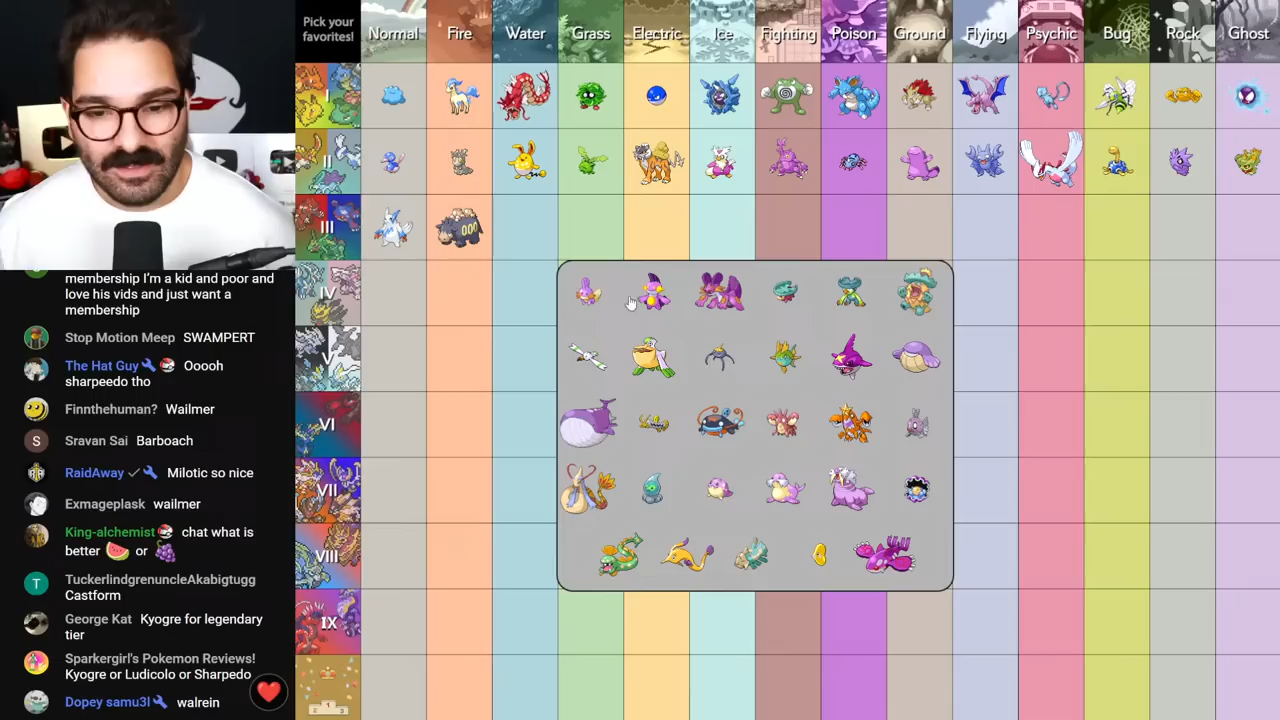 Pick your
favorites!
Normal
Fire
Water
Grass
Electric
Ice
Fighting
Poison
Ground
Flying
Psychic
Bug
Rock
Ghost
I
II
III
IV
V
VI
VII
VIII
IX
membership I'm a kid and poor and
love his vids and just want a
membership
Stop Motion Meep SWAMPERT
The Hat Guy Ooooh
sharpeedo tho
Finnthehuman? Wailmer
S Sravan Sai Barboach
RaidAway Milotic so nice
Exmageplask wailmer
King-alchemist chat what is
better or
T TuckerlindgrenuncleAkabigtugg
Castform
George Kat Kyogre for legendary
tier
Sparkergirl's Pokemon Reviews!
Kyogre or Ludicolo or Sharpedo
Dopey samu3l walrein